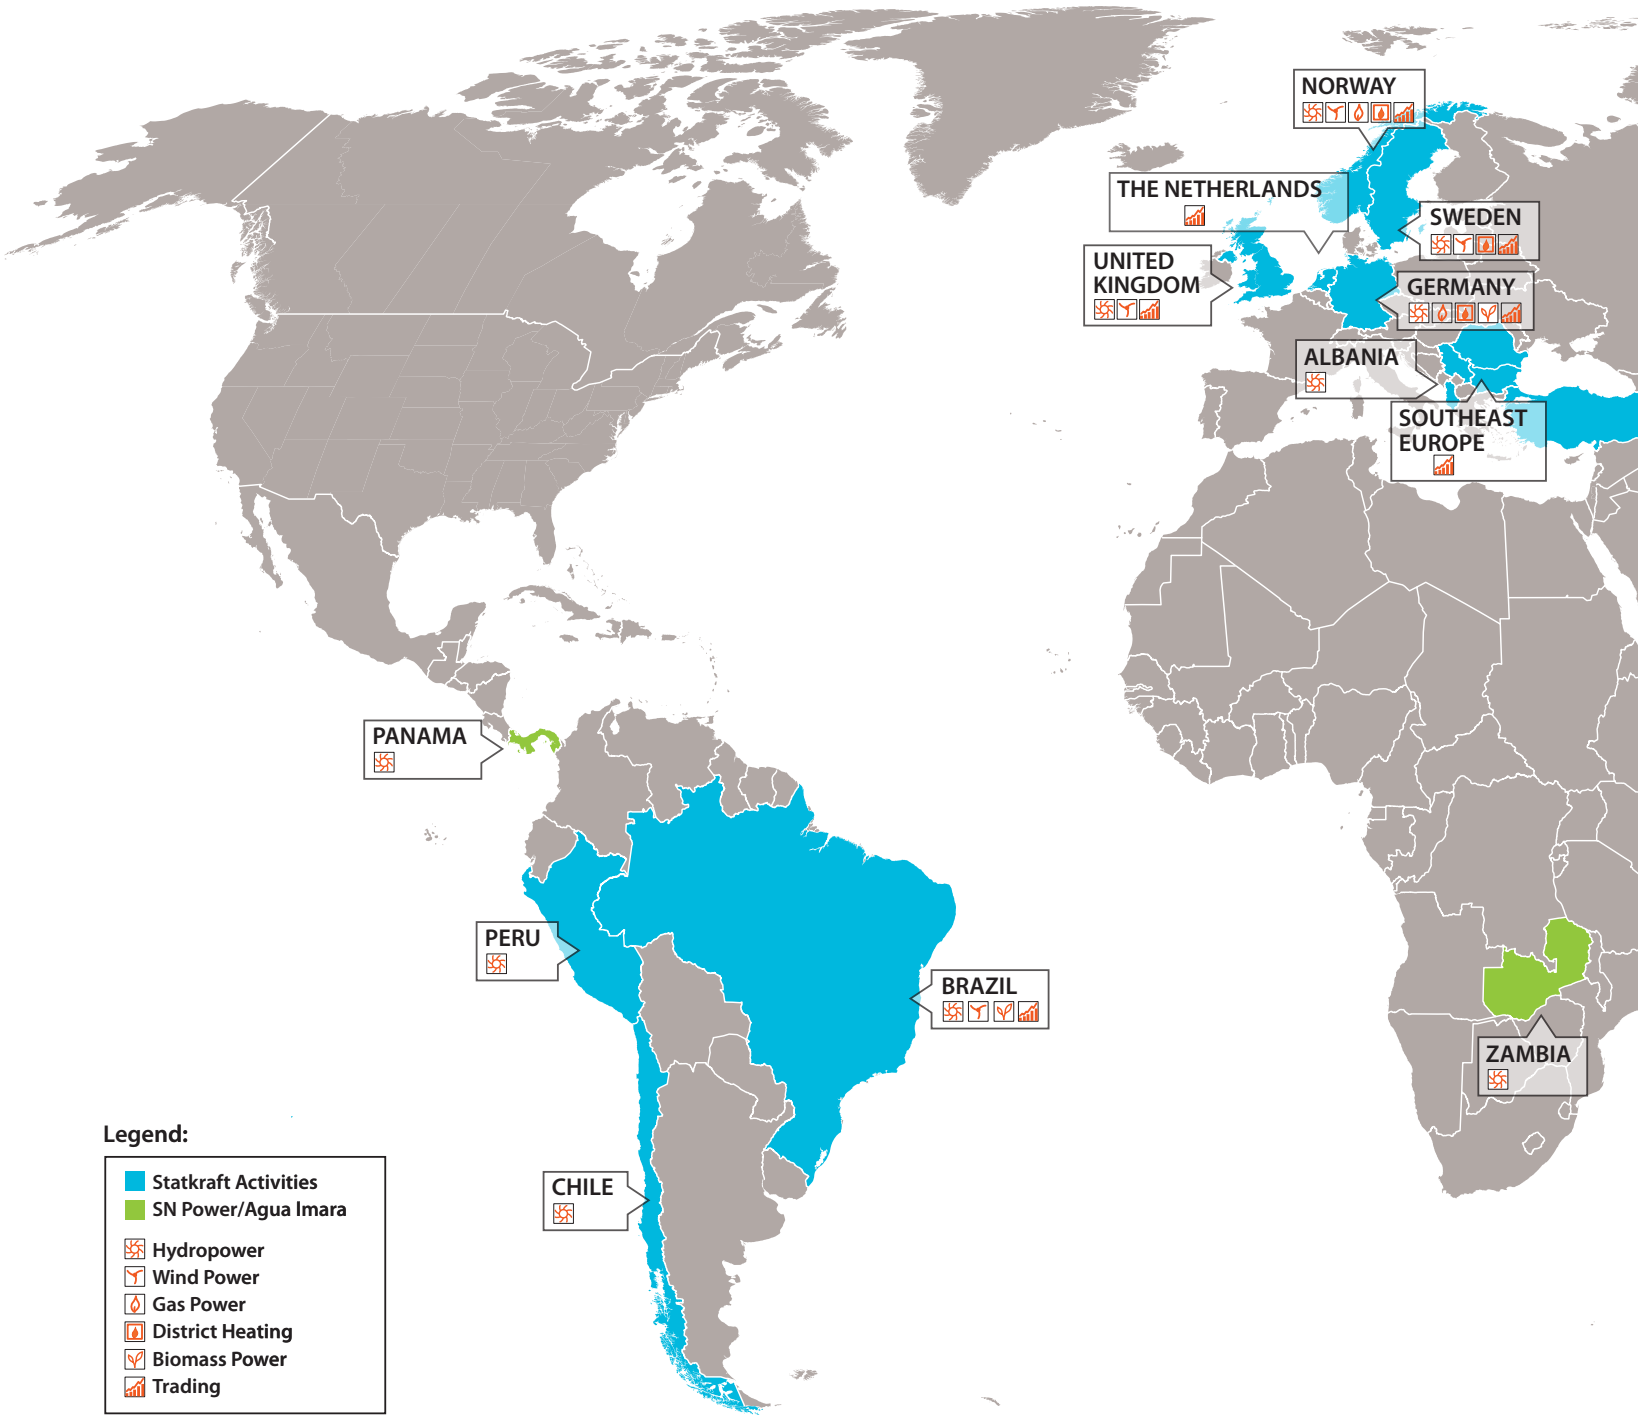 NORWAY
THE NETHERLANDS
SWEDEN
UNITED
KINGDOM
GERMANY
ALBANIA
SOUTHEAST
EUROPE
PANAMA
PERU
BRAZIL
ZAMBIA
CHILE
Legend:
Statkraft Activities
SN Power/Agua Imara
Hydropower
Wind Power
Gas Power
District Heating
Biomass Power
Trading